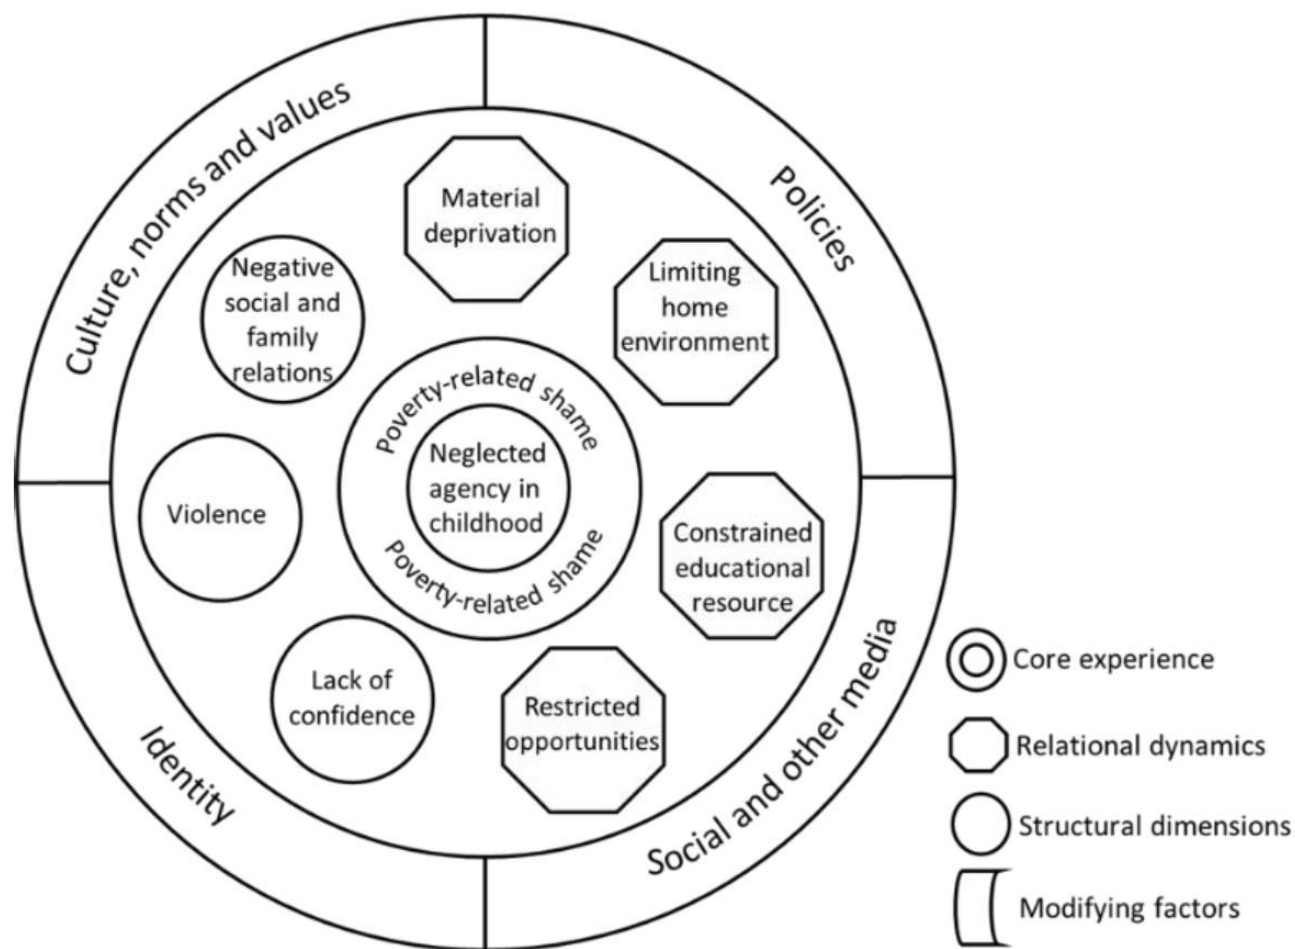 Culture, norms and values
Policies
Material
deprivation
Negative
social and
family
relations
Limiting
home
environment
Poverty-related shame
Neglected
agency in
childhood
Poverty-related shame
Violence
Constrained
educational
resource
Lack of
confidence
Restricted
opportunities
Identity
Social and other media
Core experience
Relational dynamics
Structural dimensions
Modifying factors